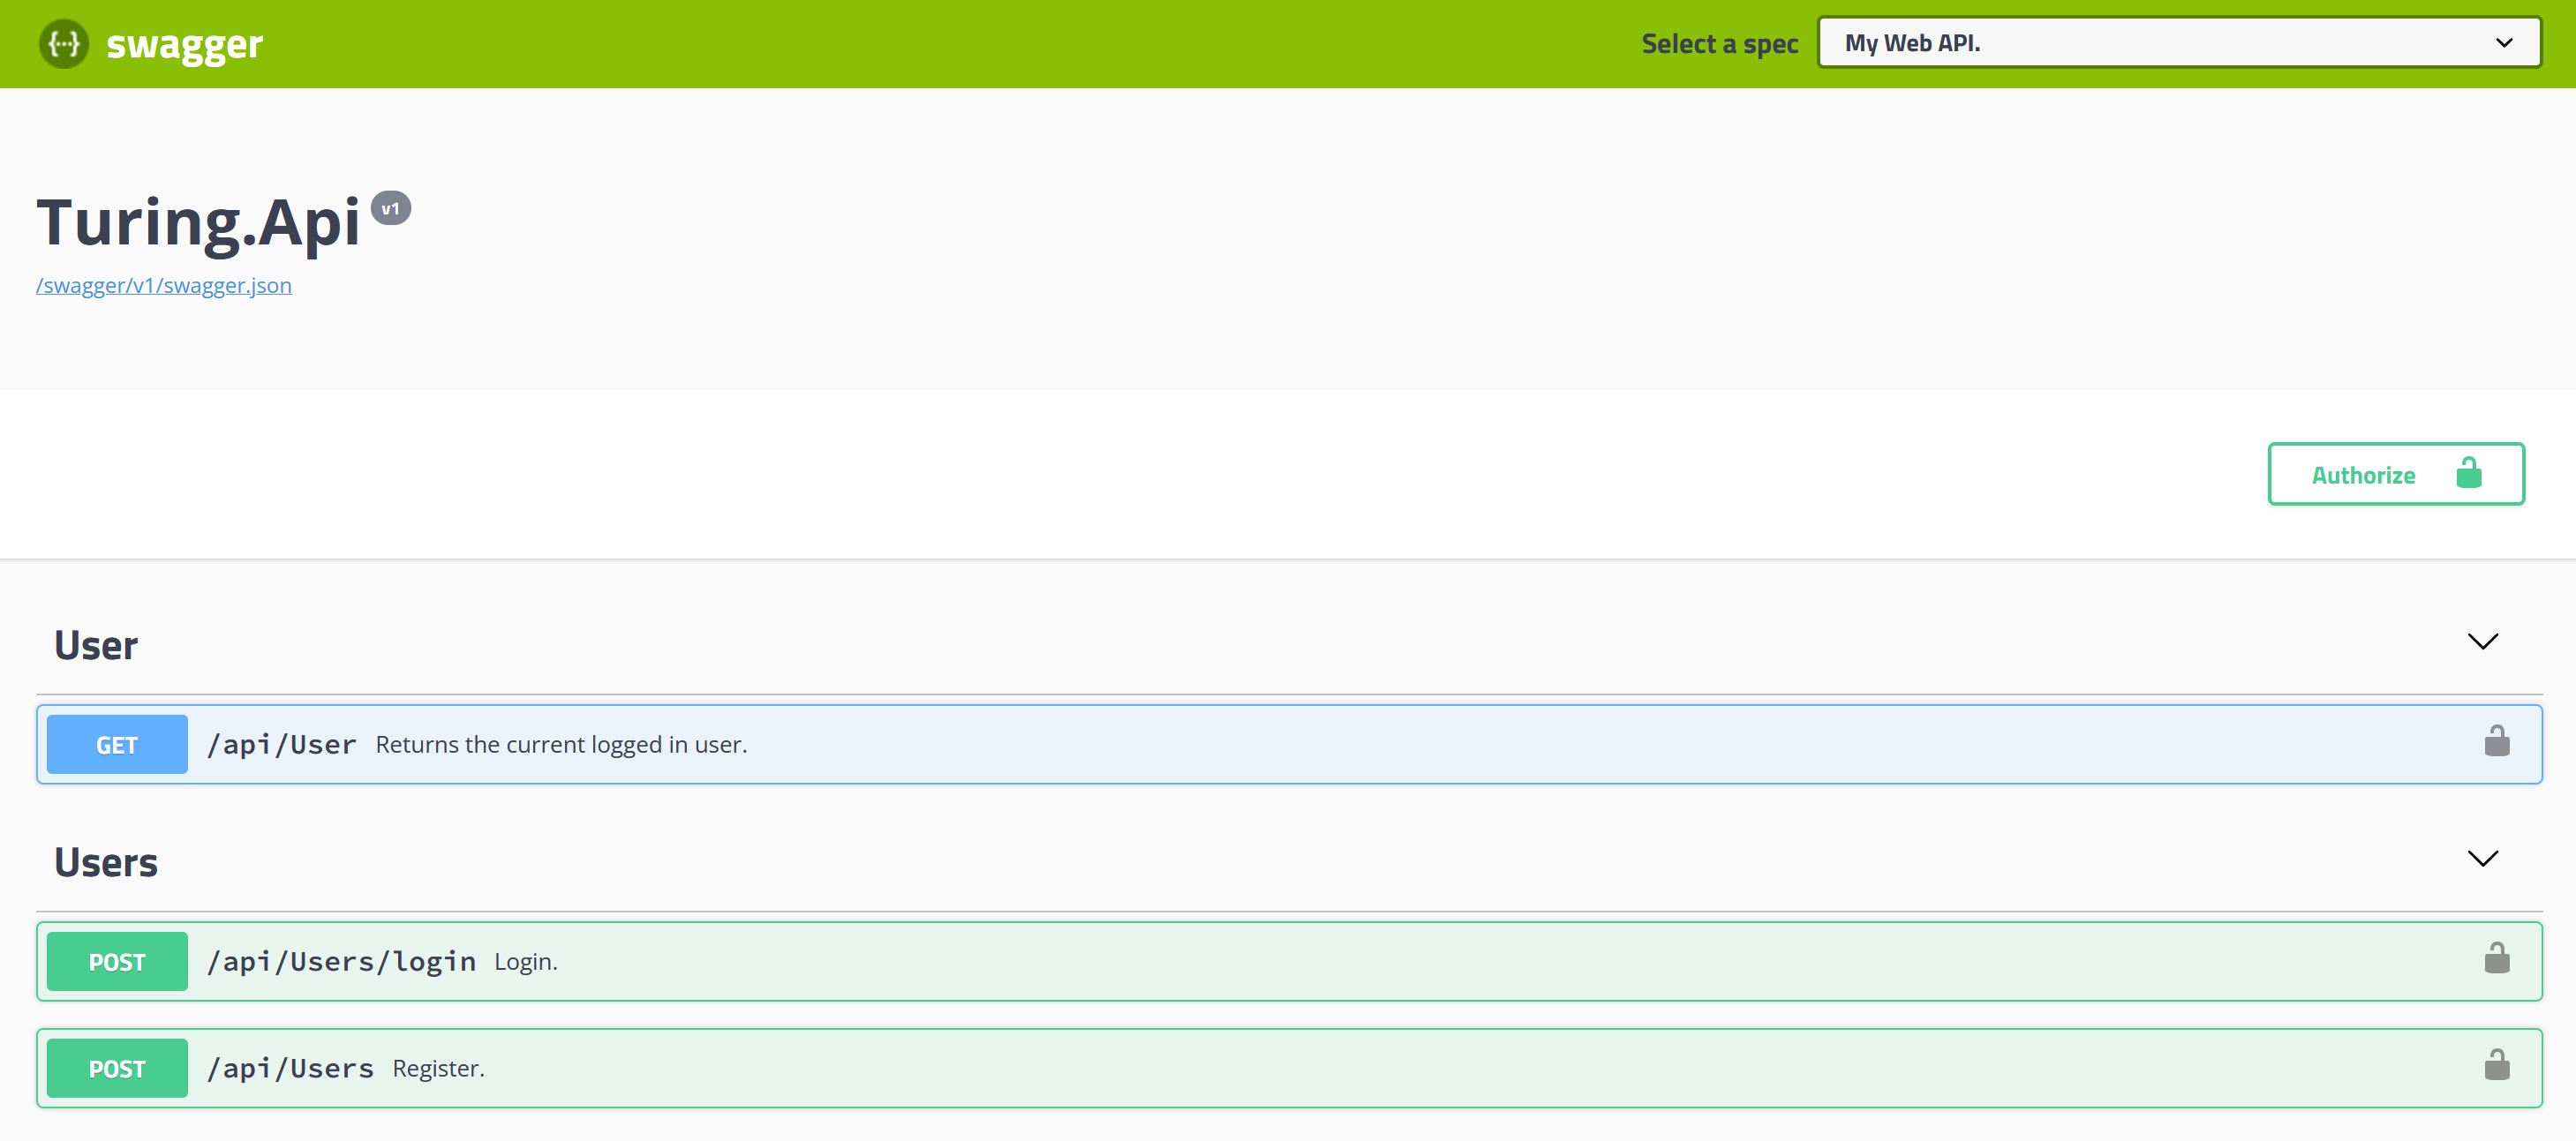 {...} swagger
Select a spec
My Web API.
Turing.Api v1
/swagger/v1/swagger.json
Authorize
User
GET /api/User Returns the current logged in user.
Users
POST /api/Users/login Login.
POST /api/Users Register.